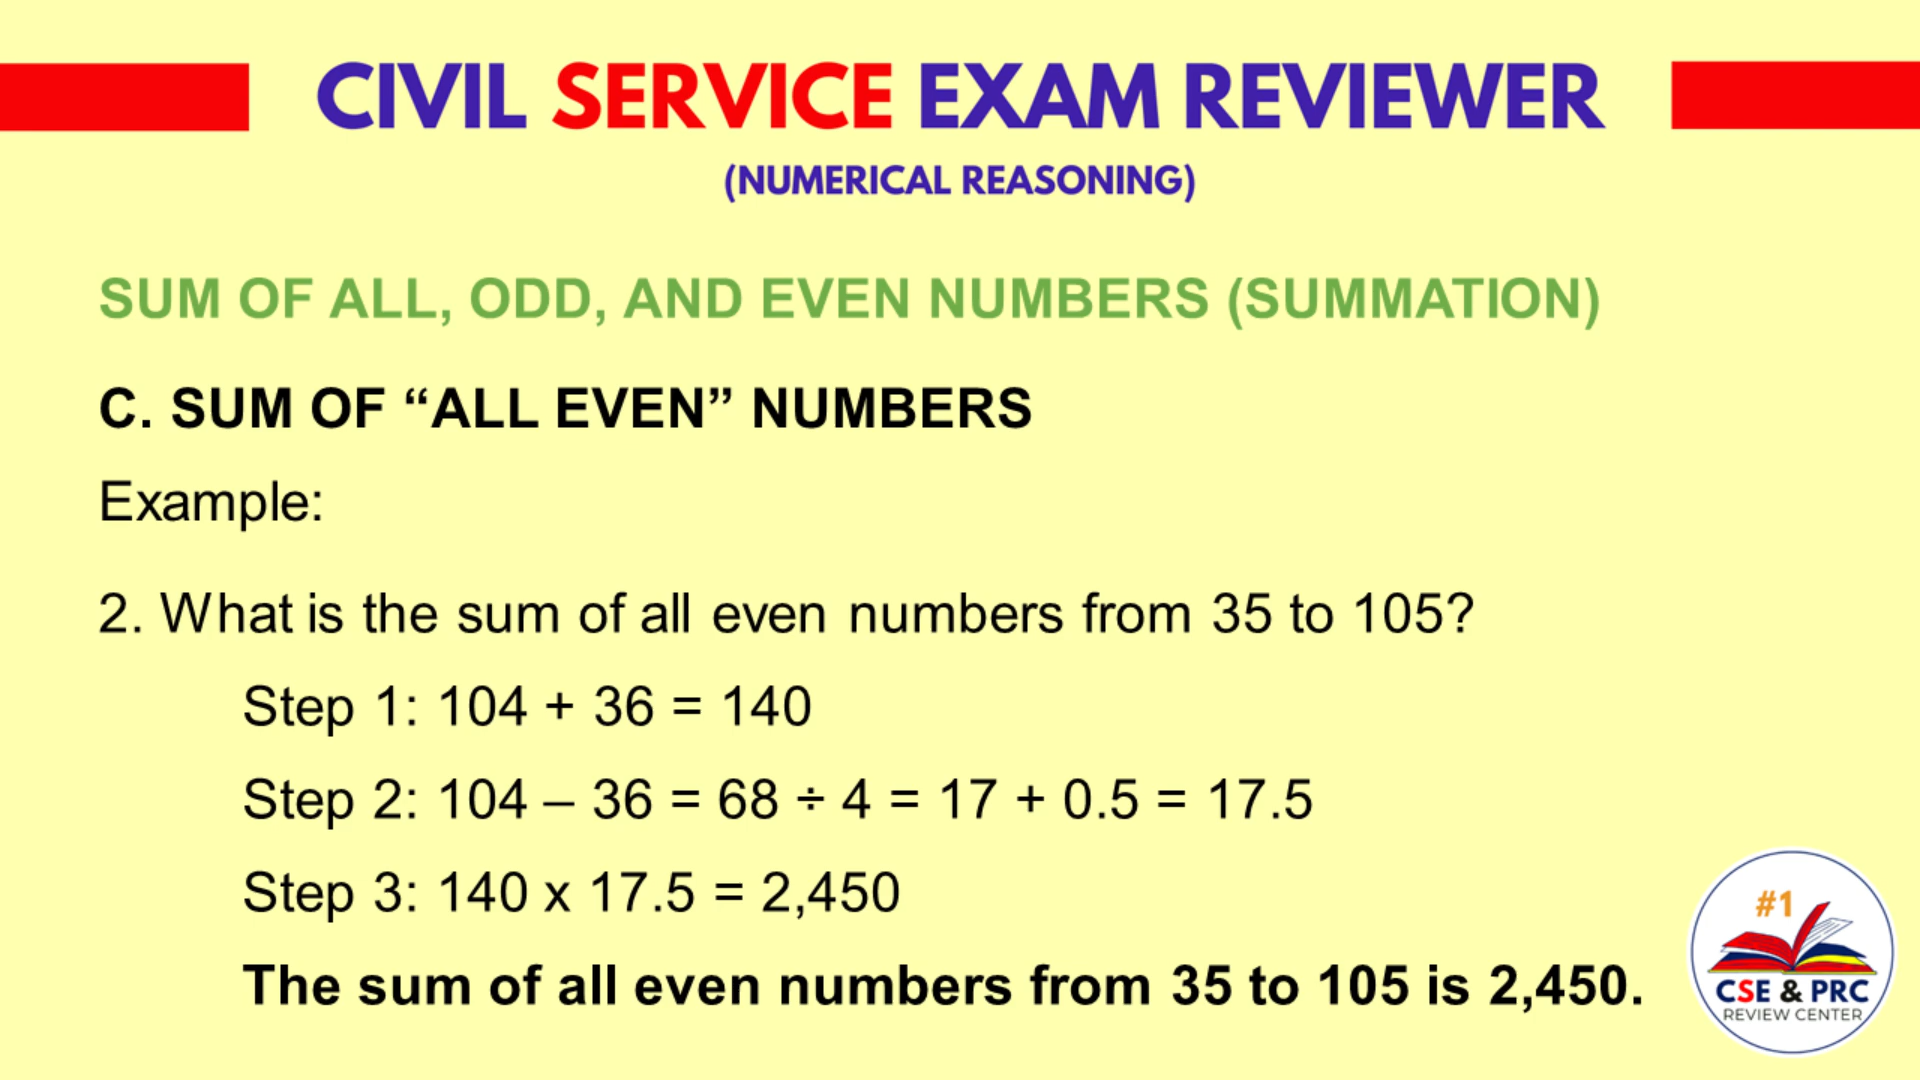 CIVIL SERVICE EXAM REVIEWER
(NUMERICAL REASONING)
SUM OF ALL, ODD, AND EVEN NUMBERS (SUMMATION)
C. SUM OF “ALL EVEN” NUMBERS
Example:
2. What is the sum of all even numbers from 35 to 105?
Step 1: 104 + 36 = 140
Step 2: 104 – 36 = 68 ÷ 4 = 17 + 0.5 = 17.5
Step 3: 140 x 17.5 = 2,450
The sum of all even numbers from 35 to 105 is 2,450.
#1
CSE & PRC
REVIEW CENTER